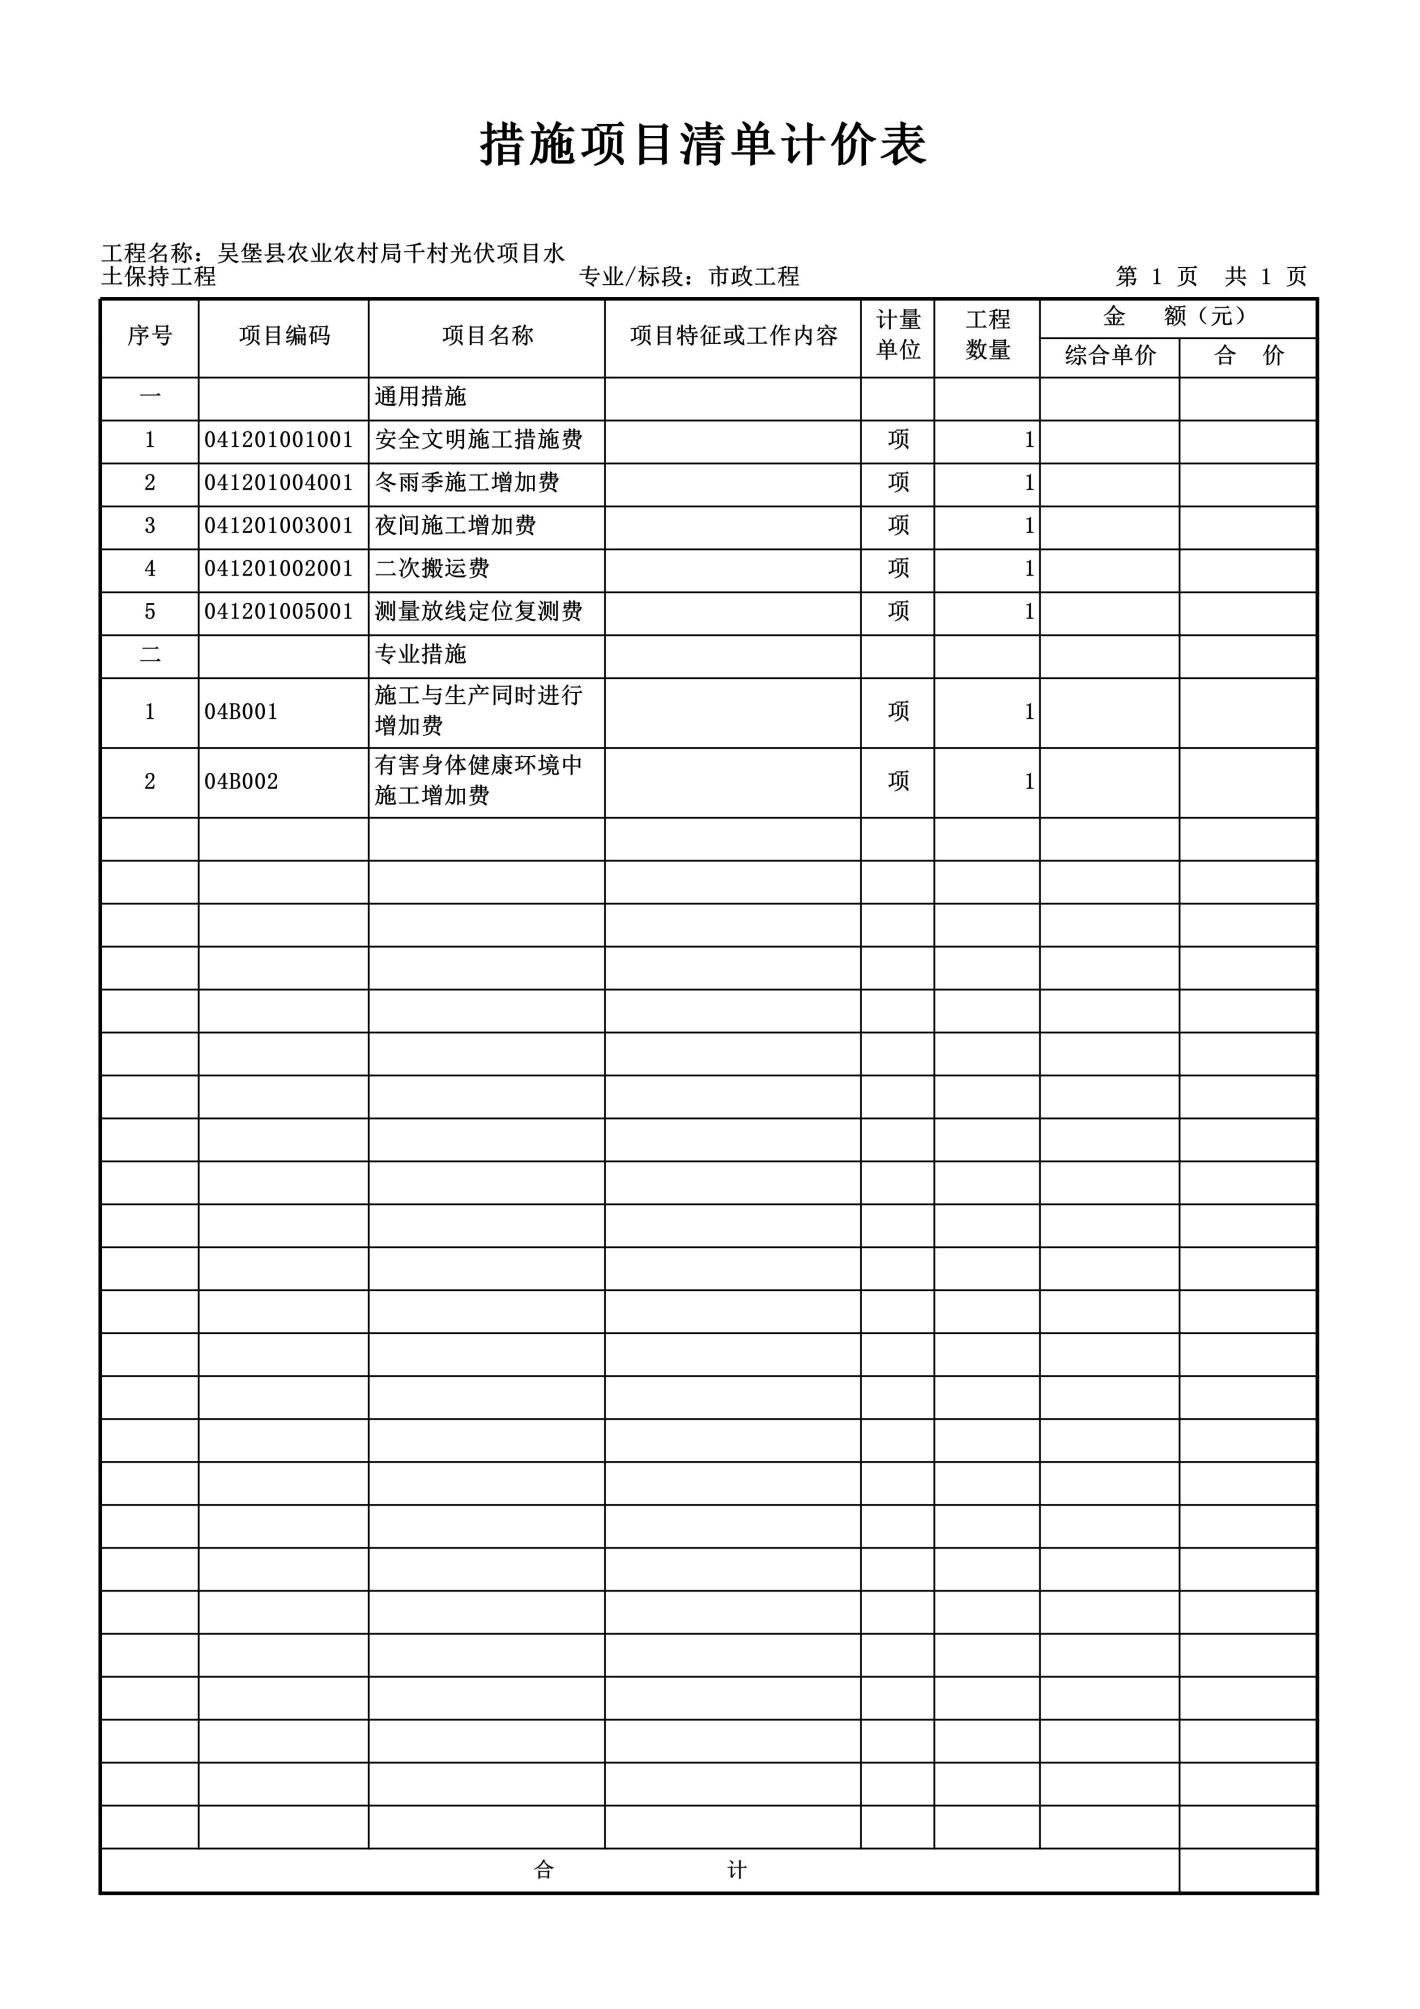 措施项目清单计价表
工程名称：吴堡县农业农村局千村光伏项目水
土保持工程 专业/标段：市政工程 第 1 页 共 1 页
序号 项目编码 项目名称 项目特征或工作内容 计量单位 工程数量 金 额（元）
综合单价 合 价
一 通用措施
1 041201001001 安全文明施工措施费 项 1
2 041201004001 冬雨季施工增加费 项 1
3 041201003001 夜间施工增加费 项 1
4 041201002001 二次搬运费 项 1
5 041201005001 测量放线定位复测费 项 1
二 专业措施
1 04B001 施工与生产同时进行增加费 项 1
2 04B002 有害身体健康环境中施工增加费 项 1
合 计